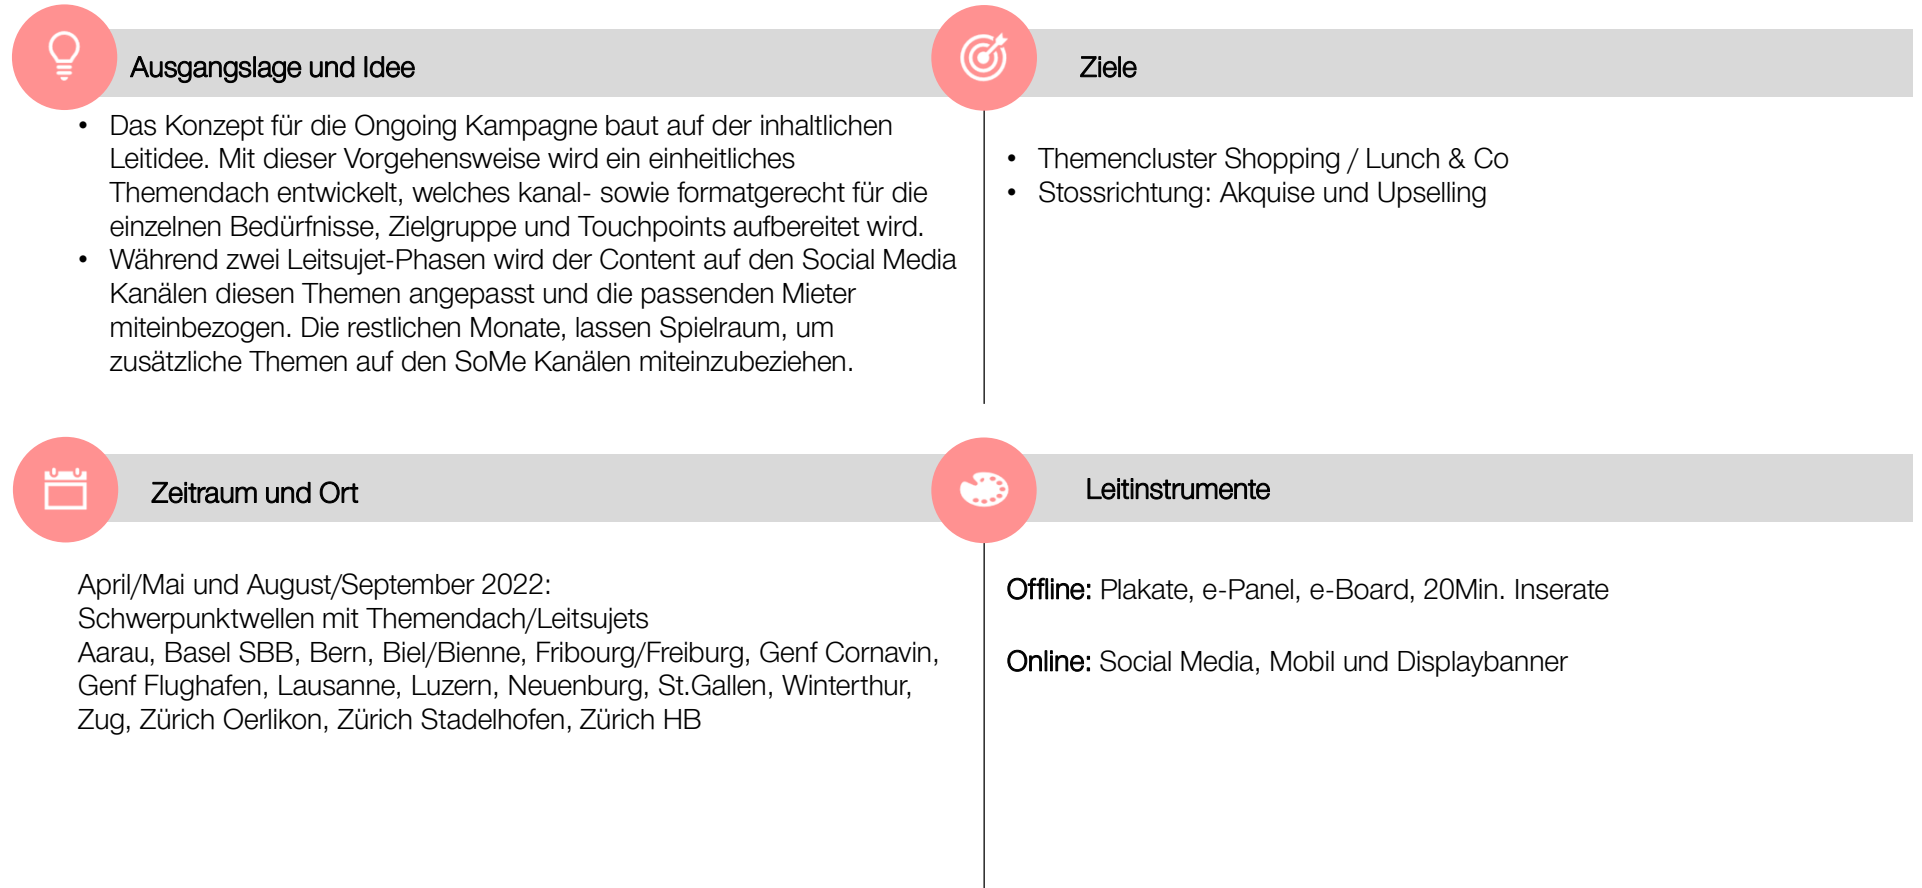 Ausgangslage und Idee
• Das Konzept für die Ongoing Kampagne baut auf der inhaltlichen
Leitidee. Mit dieser Vorgehensweise wird ein einheitliches
Themendach entwickelt, welches kanal- sowie formatgerecht für die
einzelnen Bedürfnisse, Zielgruppe und Touchpoints aufbereitet wird.
• Während zwei Leitsujet-Phasen wird der Content auf den Social Media
Kanälen diesen Themen angepasst und die passenden Mieter
miteinbezogen. Die restlichen Monate, lassen Spielraum, um
zusätzliche Themen auf den SoMe Kanälen miteinzubeziehen.
Ziele
• Themencluster Shopping / Lunch & Co
• Stossrichtung: Akquise und Upselling
Zeitraum und Ort
April/Mai und August/September 2022:
Schwerpunktwellen mit Themendach/Leitsujets
Aarau, Basel SBB, Bern, Biel/Bienne, Fribourg/Freiburg, Genf Cornavin,
Genf Flughafen, Lausanne, Luzern, Neuenburg, St.Gallen, Winterthur,
Zug, Zürich Oerlikon, Zürich Stadelhofen, Zürich HB
Leitinstrumente
Offline: Plakate, e-Panel, e-Board, 20Min. Inserate
Online: Social Media, Mobil und Displaybanner